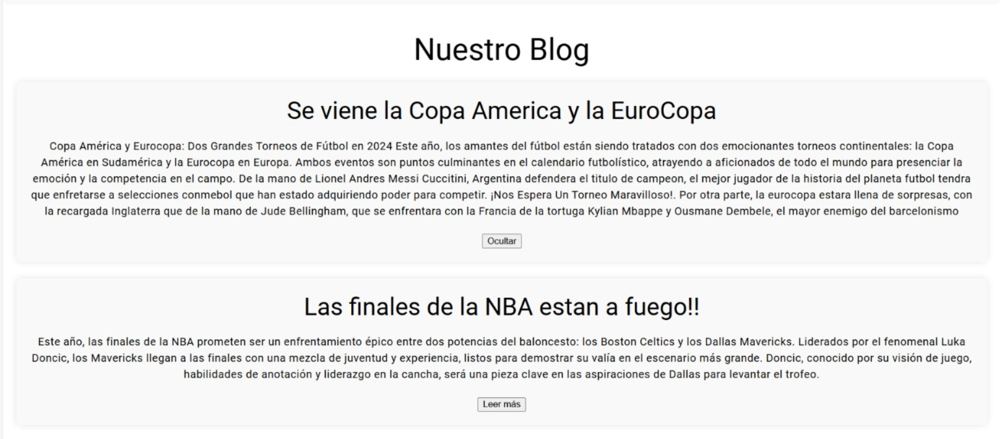 Nuestro Blog
Se viene la Copa America y la EuroCopa
Copa América y Eurocopa: Dos Grandes Torneos de Fútbol en 2024 Este año, los amantes del fútbol están siendo tratados con dos emocionantes torneos continentales: la Copa
América en Sudamérica y la Eurocopa en Europa. Ambos eventos son puntos culminantes en el calendario futbolístico, atrayendo a aficionados de todo el mundo para presenciar la
emoción y la competencia en el campo. De la mano de Lionel Andres Messi Cuccitini, Argentina defendera el titulo de campeon, el mejor jugador de la historia del planeta futbol tendra
que enfretarse a selecciones conmebol que han estado adquiriendo poder para competir. ¡Nos Espera Un Torneo Maravilloso!. Por otra parte, la eurocopa estara llena de sorpresas, con
la recargada Inglaterra que de la mano de Jude Bellingham, que se enfrentara con la Francia de la tortuga Kylian Mbappe y Ousmane Dembele, el mayor enemigo del barcelonismo
Ocultar
Las finales de la NBA estan a fuego!!
Este año, las finales de la NBA prometen ser un enfrentamiento épico entre dos potencias del baloncesto: los Boston Celtics y los Dallas Mavericks. Liderados por el fenomenal Luka
Doncic, los Mavericks llegan a las finales con una mezcla de juventud y experiencia, listos para demostrar su valía en el escenario más grande. Doncic, conocido por su visión de juego,
habilidades de anotación y liderazgo en la cancha, será una pieza clave en las aspiraciones de Dallas para levantar el trofeo.
Leer más